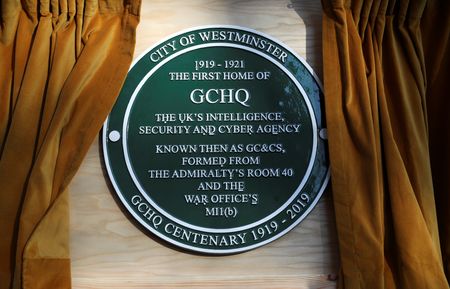 CITY OF WESTMINSTER
1919 - 1921
THE FIRST HOME OF
GCHQ
THE UK'S INTELLIGENCE,
SECURITY AND CYBER AGENCY
KNOWN THEN AS GC&CS,
FORMED FROM
THE ADMIRALTY'S ROOM 40
AND THE
WAR OFFICE'S
MI1(b)
GCHQ CENTENARY 1919 - 2019